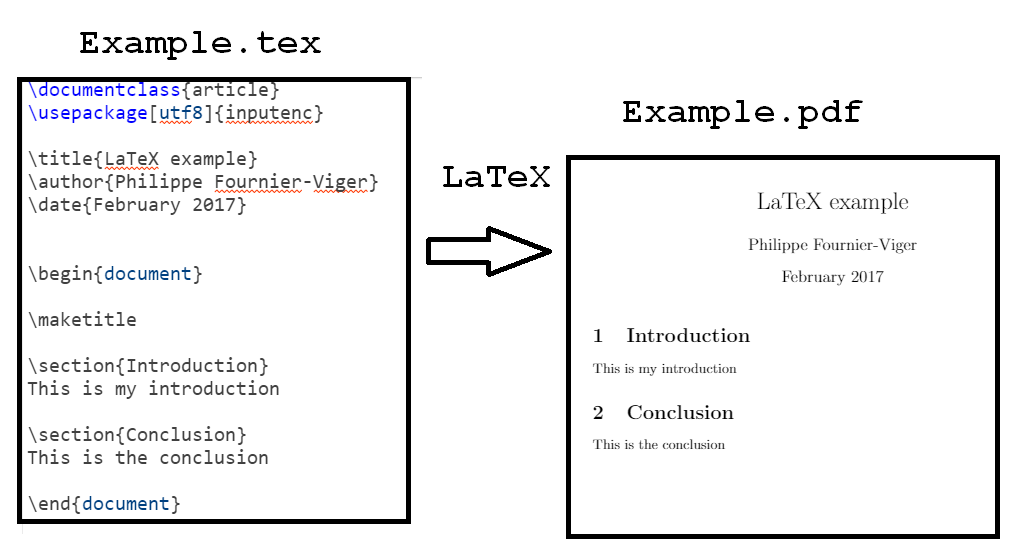 Example.tex
\documentclass{article}
\usepackage[utf8]{inputenc}
\title{LaTeX example}
\author{Philippe Fournier-Viger}
\date{February 2017}
\begin{document}
\maketitle
\section{Introduction}
This is my introduction
\section{Conclusion}
This is the conclusion
\end{document}
LaTeX
Example.pdf
LaTeX example
Philippe Fournier-Viger
February 2017
1 Introduction
This is my introduction
2 Conclusion
This is the conclusion